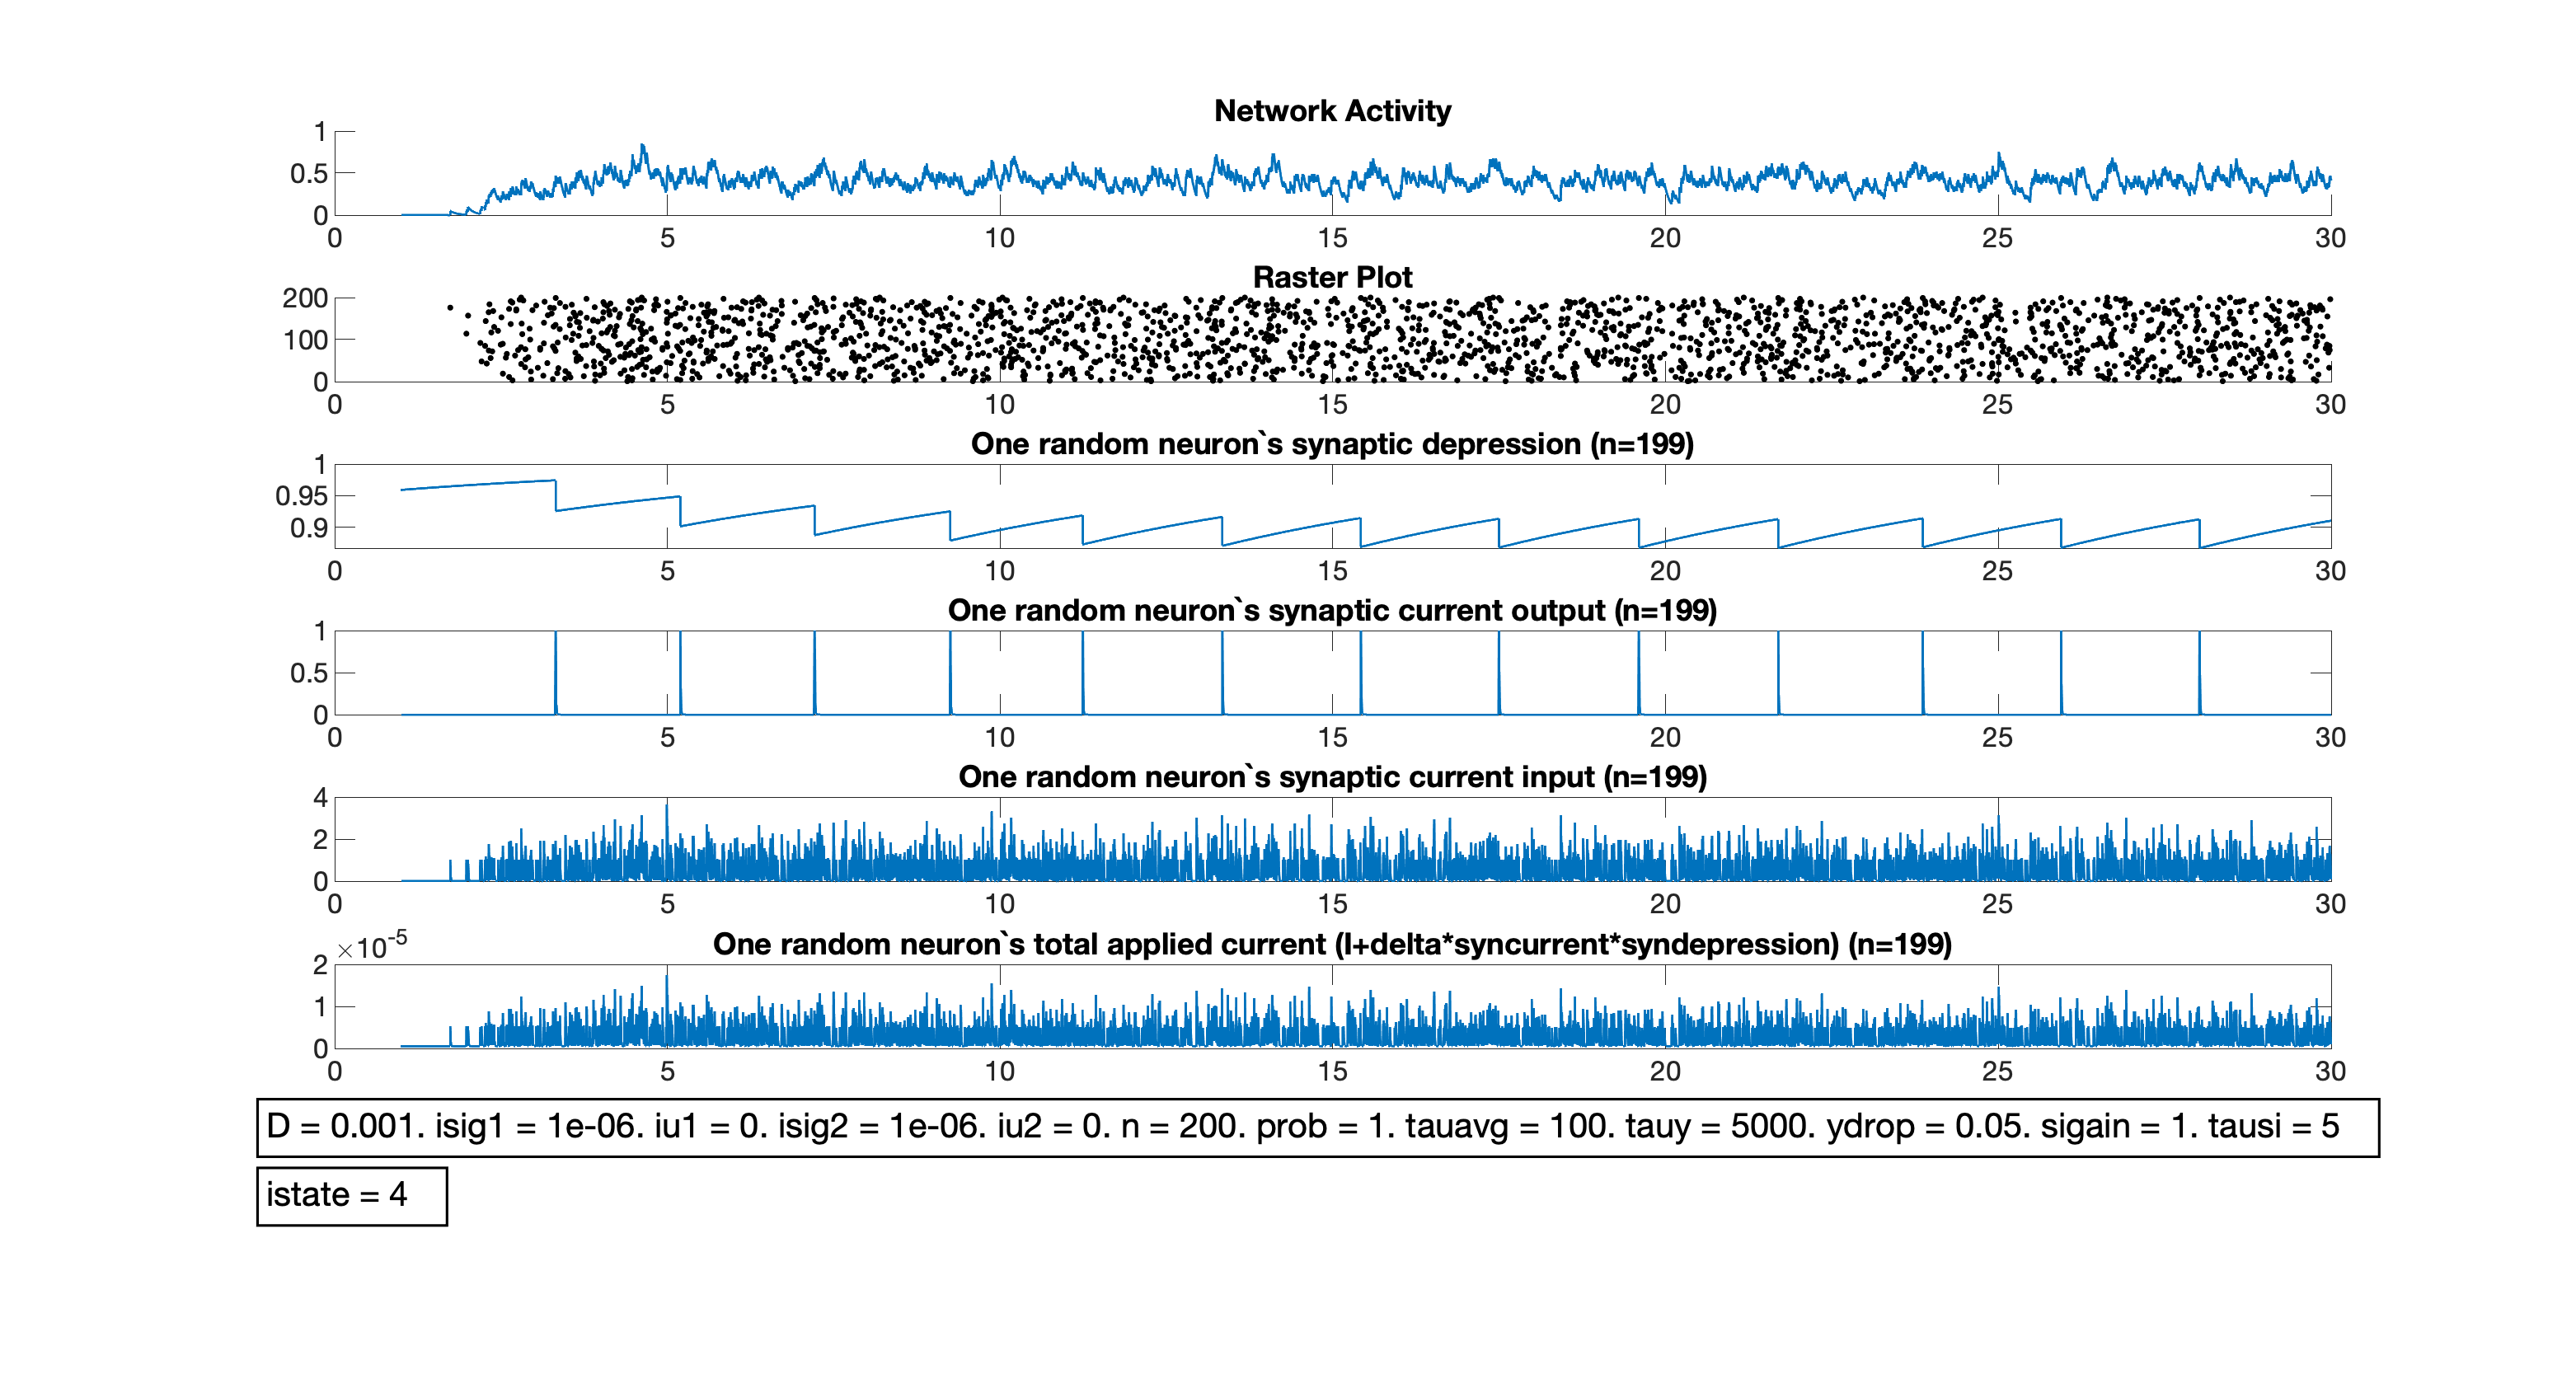 Network Activity
1
0.5
0
0 5 10 15 20 25 30
Raster Plot
200
100
0
0 5 10 15 20 25 30
One random neuron`s synaptic depression (n=199)
1
0.95
0.9
0 5 10 15 20 25 30
One random neuron`s synaptic current output (n=199)
1
0.5
0
0 5 10 15 20 25 30
One random neuron`s synaptic current input (n=199)
4
2
0
0 5 10 15 20 25 30
×10-5
One random neuron`s total applied current (I+delta*syncurrent*syndepression) (n=199)
2
1
0
0 5 10 15 20 25 30
D = 0.001. isig1 = 1e-06. iu1 = 0. isig2 = 1e-06. iu2 = 0. n = 200. prob = 1. tauavg = 100. tauy = 5000. ydrop = 0.05. sigain = 1. tausi = 5
istate = 4